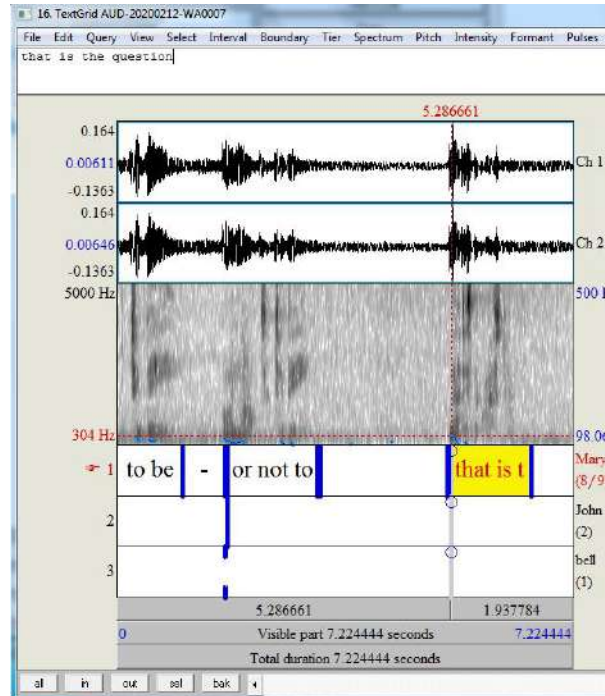 16. TextGrid AUD-20200212-WA0007
File Edit Query View Select Interval Boundary Tier Spectrum Pitch Intensity Formant Pulses
that is the question
5.286661
0.164
0.00611
-0.1363
Ch 1
0.164
0.00646
-0.1363
Ch 2
5000 Hz
500 H
304 Hz
98.06
1 to be - or not to that is t Mary
(8/9
2 John
(2)
3 bell
(1)
5.286661 1.937784
0 Visible part 7.224444 seconds 7.224444
Total duration 7.224444 seconds
all in out sel bak